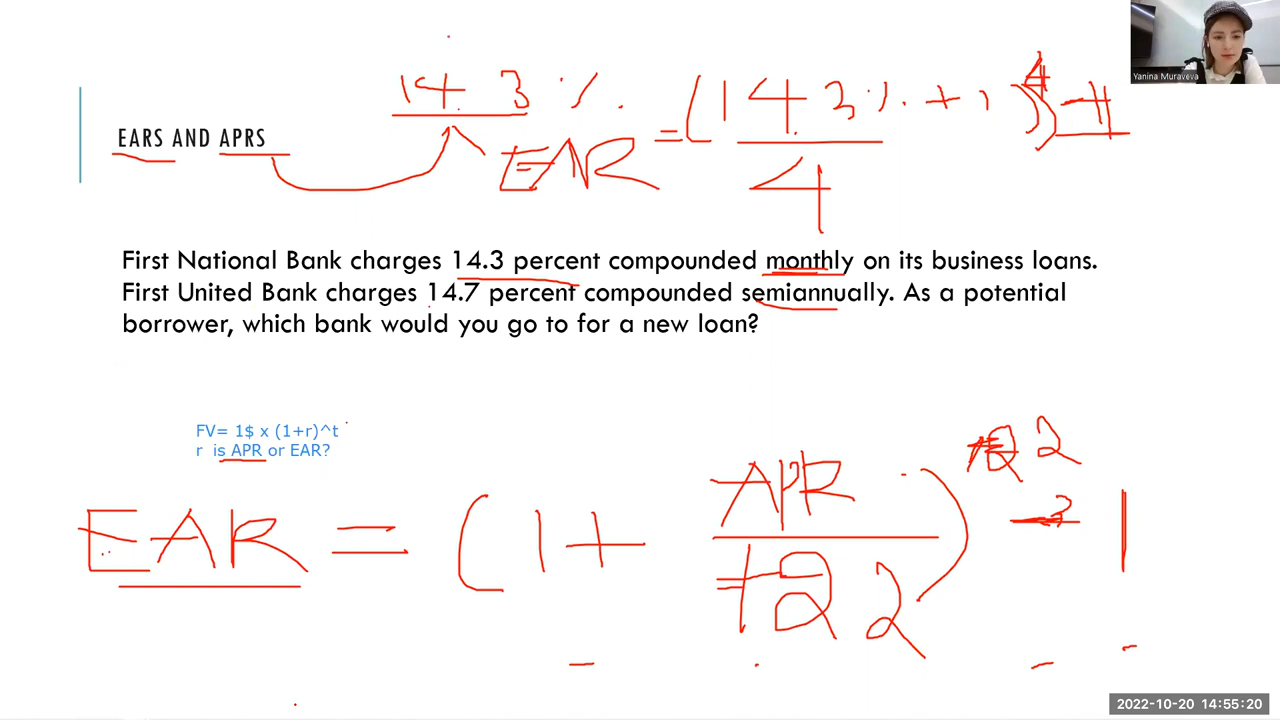 14.3%.
EAR = (14.3% + 1)^4 - 1
4
Yanina Muraveva
EARS AND APRS
First National Bank charges 14.3 percent compounded monthly on its business loans.
First United Bank charges 14.7 percent compounded semiannually. As a potential
borrower, which bank would you go to for a new loan?
FV= 1$ x (1+r)^t
r is APR or EAR?
EAR = (1 + APR) 2 - 1
2
2022-10-20 14:55:20